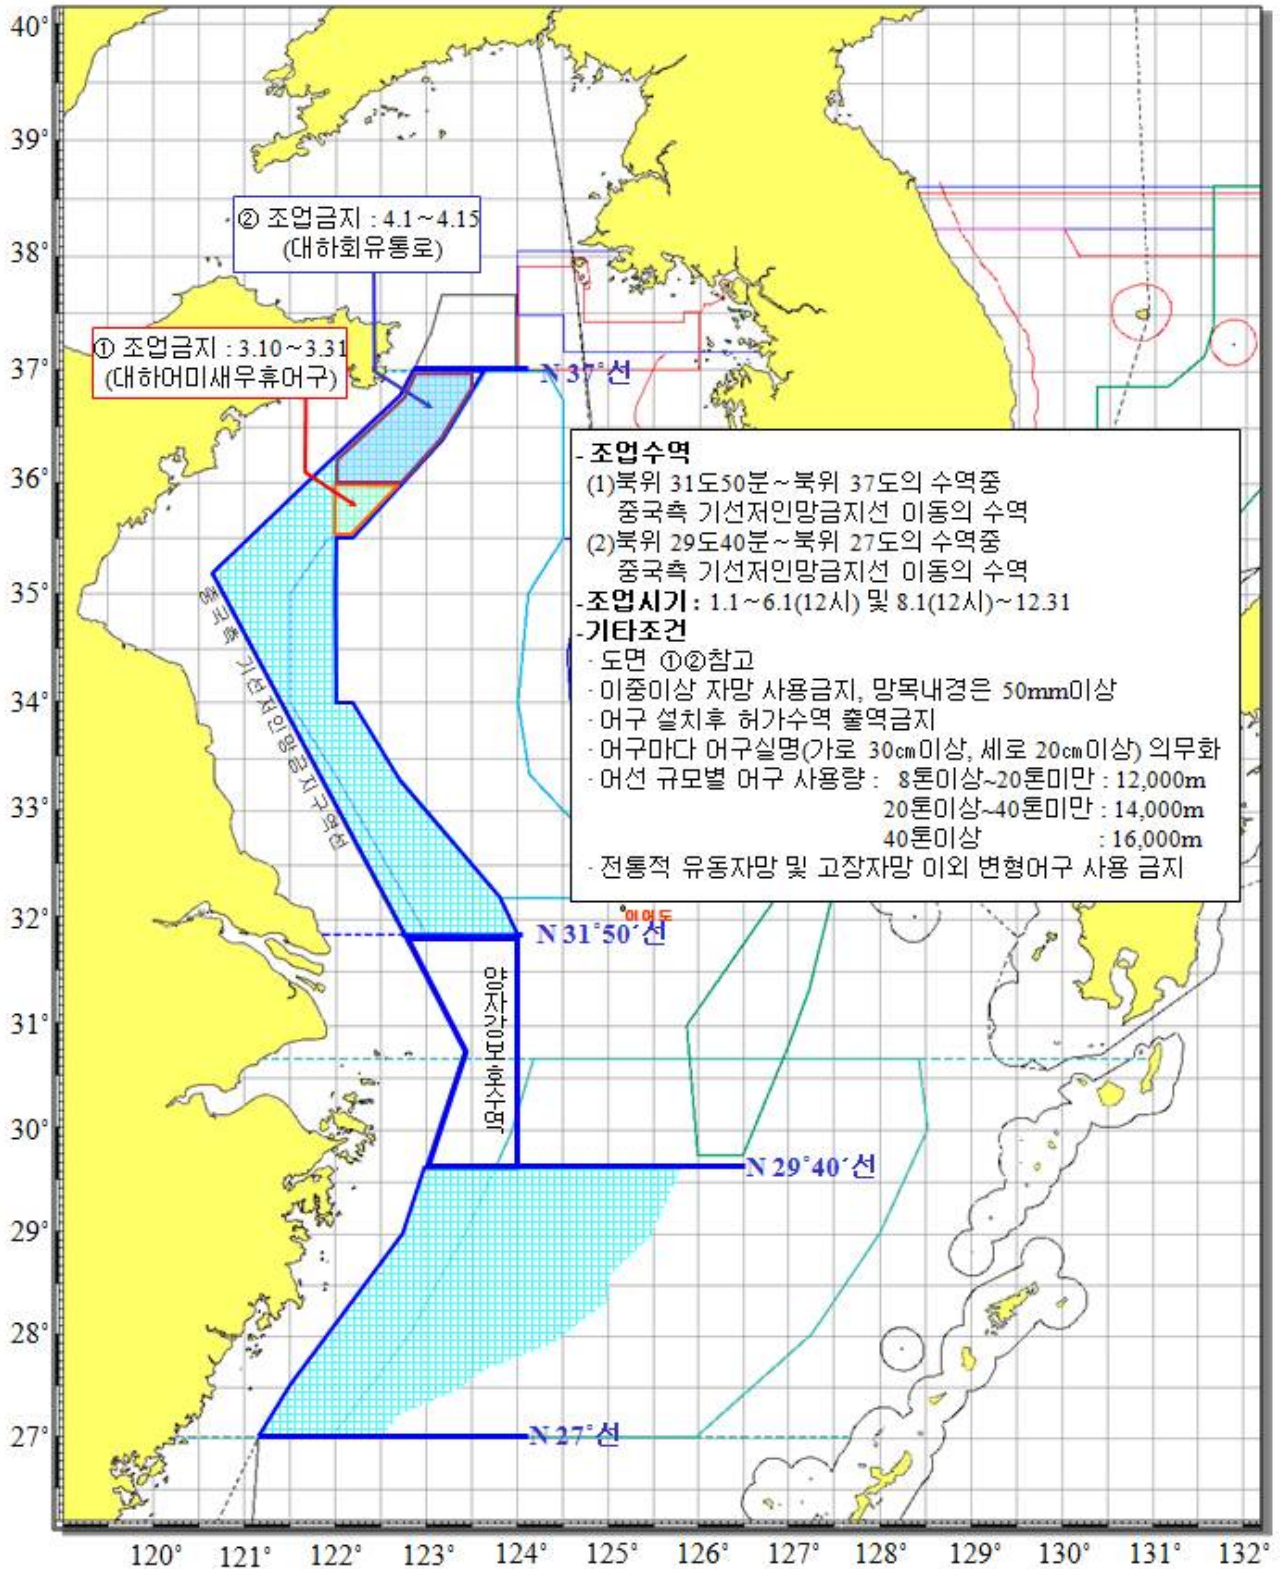 40°
39°
38°
37°
36°
35°
34°
33°
32°
31°
30°
29°
28°
27°
② 조업금지 : 4.1~4.15
(대하회유통로)
① 조업금지 : 3.10~3.31
(대하어미새우휴어구)
N 37°선
- 조업수역
(1)북위 31도50분~북위 37도의 수역중
중국측 기선저인망금지선 이동의 수역
(2)북위 29도40분~북위 27도의 수역중
중국측 기선저인망금지선 이동의 수역
-조업시기 : 1.1~6.1(12시) 및 8.1(12시)~12.31
-기타조건
· 도면 ①②참고
· 이중이상 자망 사용금지, 망목내경은 50mm이상
· 어구 설치후 허가수역 출역금지
· 어구마다 어구실명(가로 30㎝이상, 세로 20㎝이상) 의무화
· 어선 규모별 어구 사용량 : 8톤이상~20톤미만 : 12,000m
20톤이상~40톤미만 : 14,000m
40톤이상 : 16,000m
· 전통적 유동자망 및 고장자망 이외 변형어구 사용 금지
중국측 기선저인망금지구역선
이어도
N 31°50´선
양자강보호수역
N 29°40´선
N 27°선
120° 121° 122° 123° 124° 125° 126° 127° 128° 129° 130° 131° 132°